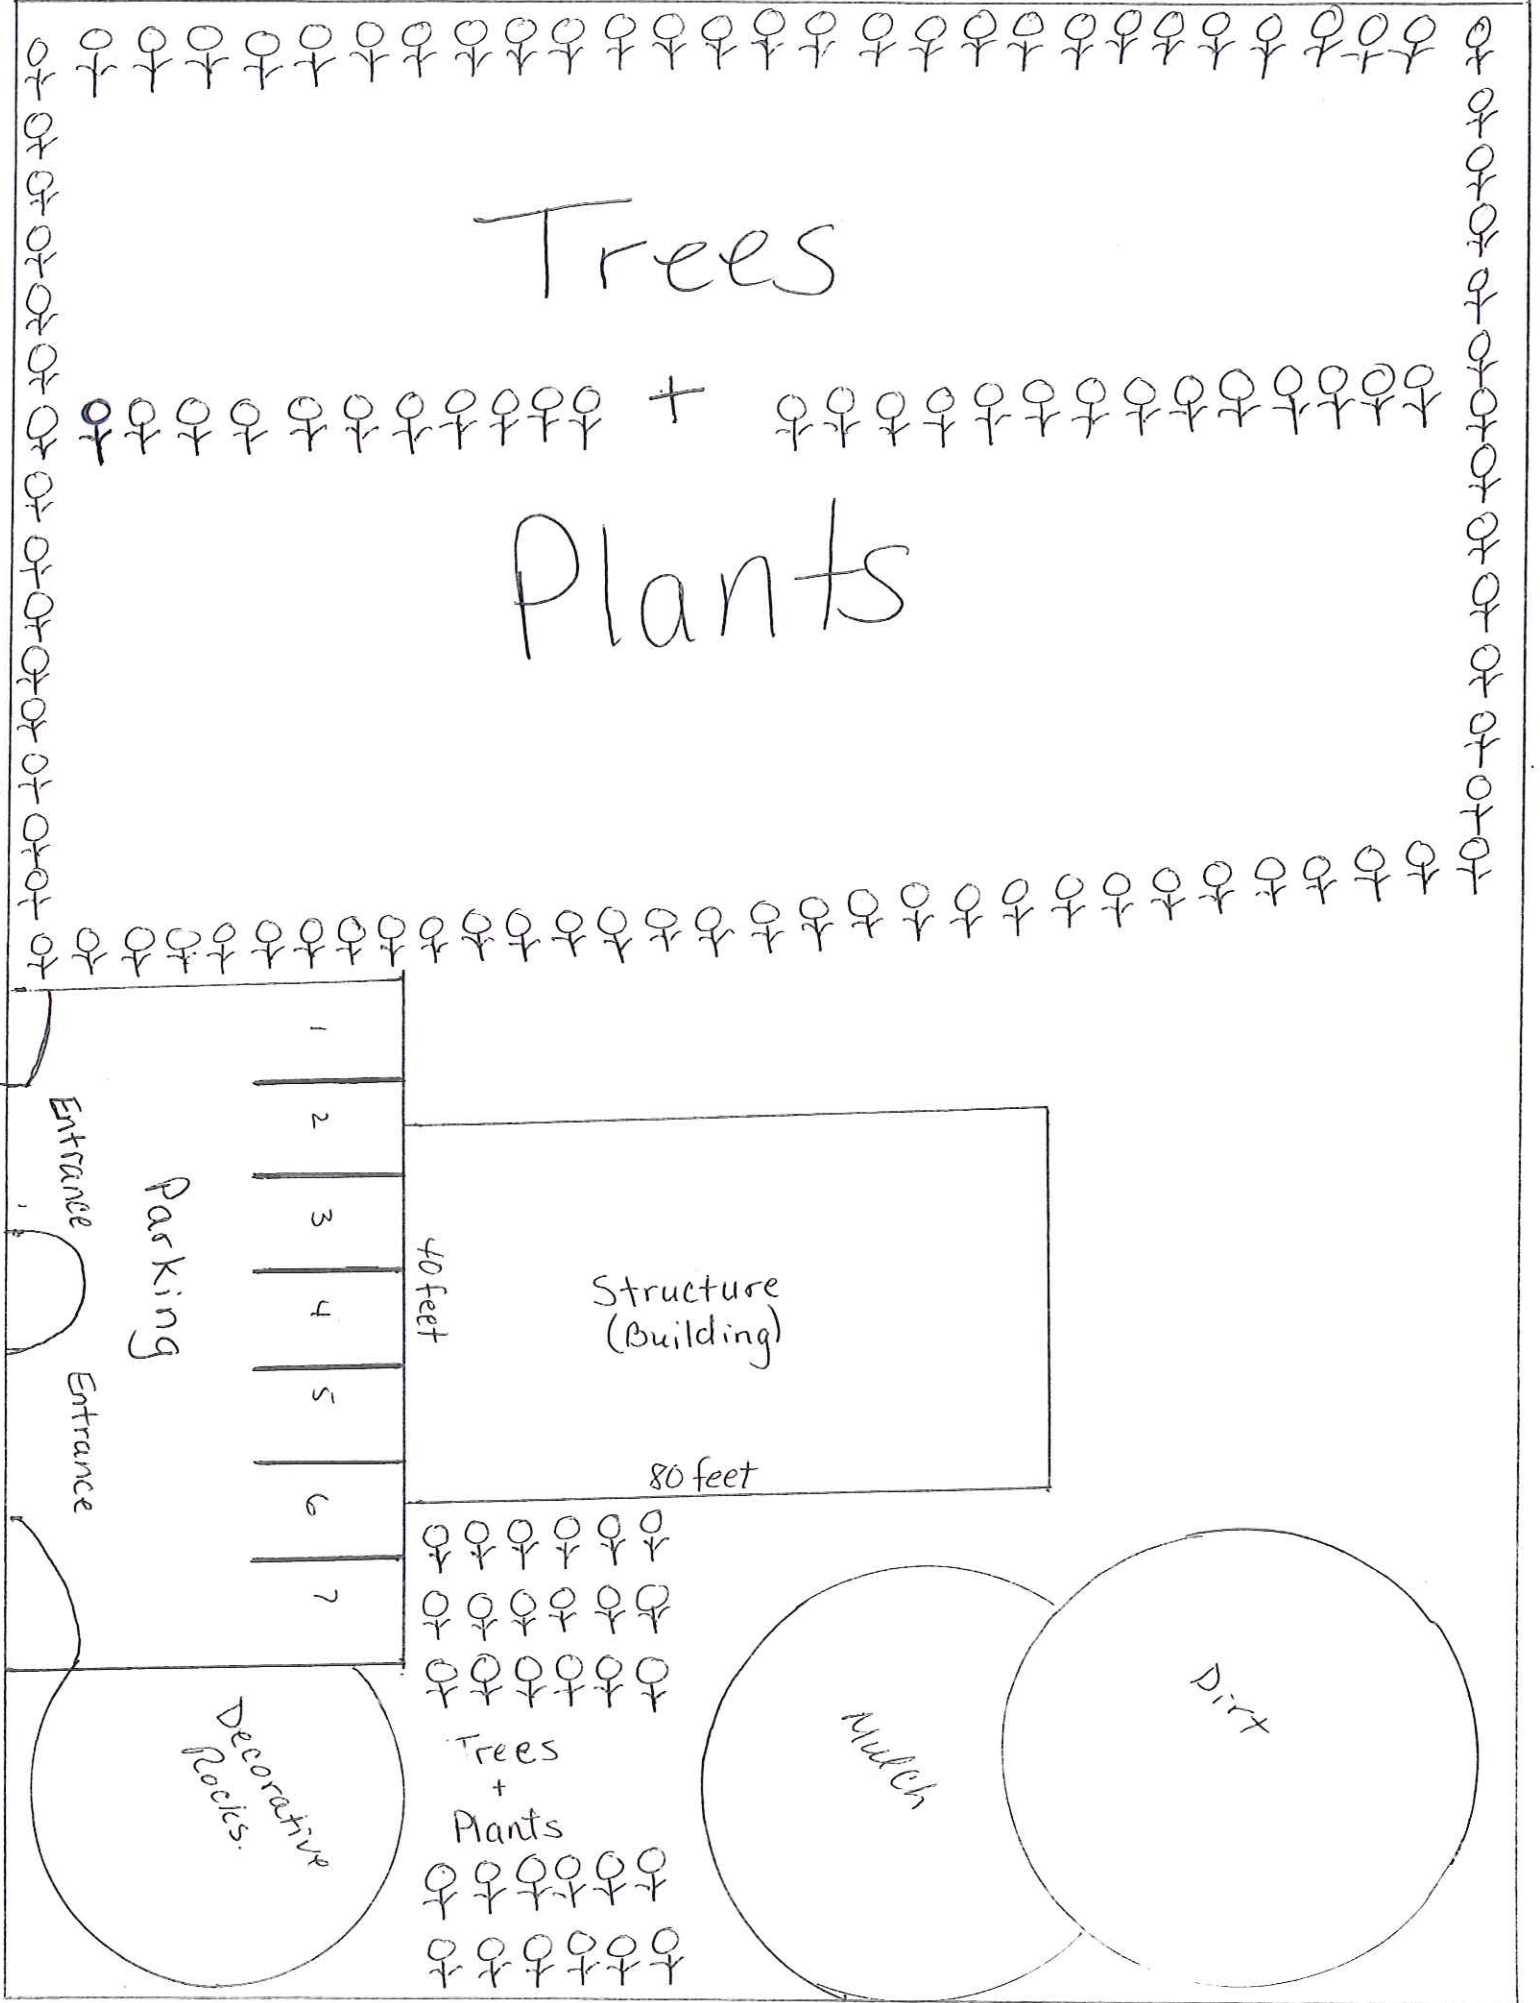 Trees
+
Plants
1
2
3
4
5
6
7
Entrance
Parking
Entrance
40 feet
Structure
(Building)
80 feet
Decorative
Rocks.
Trees
+
Plants
Mulch
Dirt